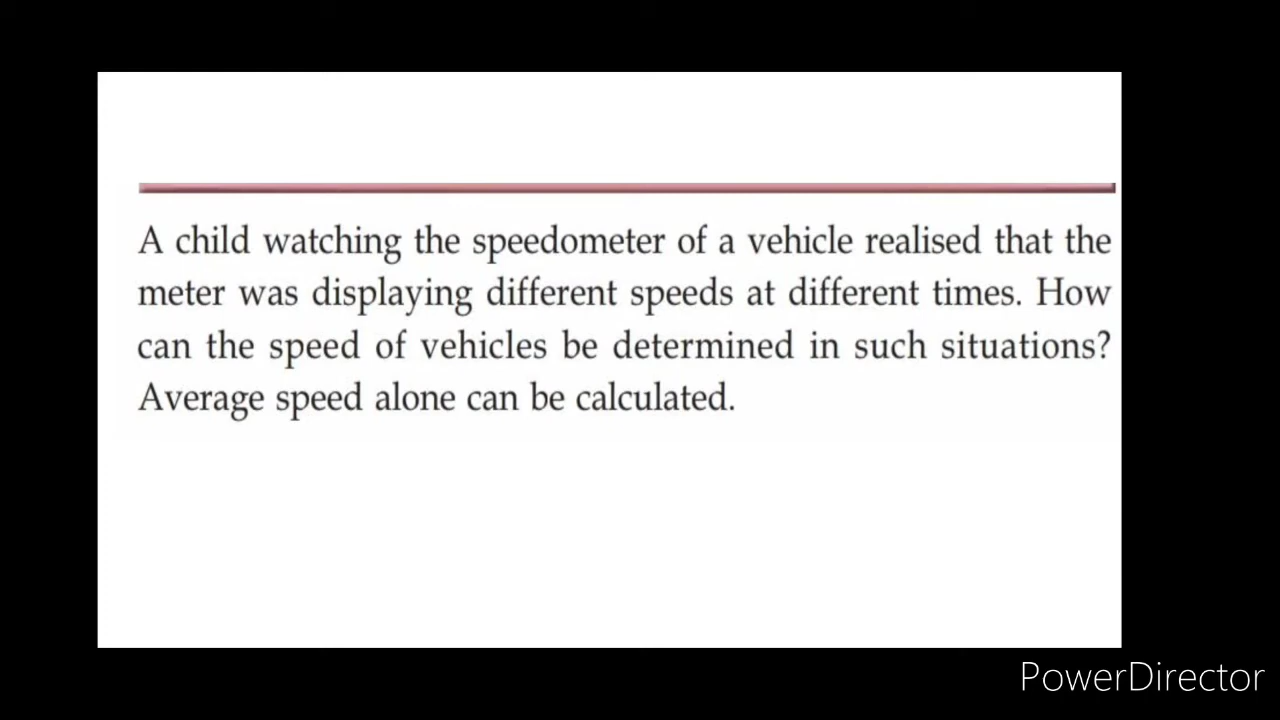 A child watching the speedometer of a vehicle realised that the
meter was displaying different speeds at different times. How
can the speed of vehicles be determined in such situations?
Average speed alone can be calculated.
PowerDirector